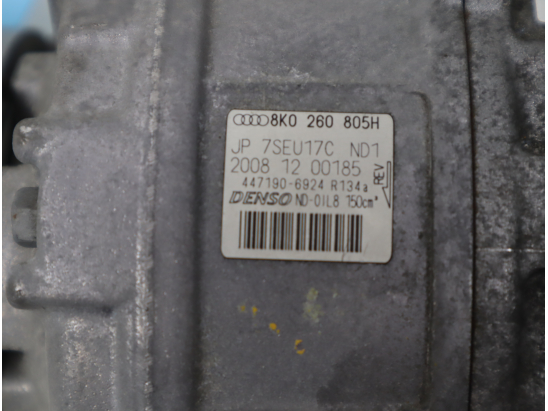 8K0 260 805H
JP 7SEU17C ND1
2008 12 00185
REV
447190-6924 R134a
DENSO ND-OIL8 150cm³